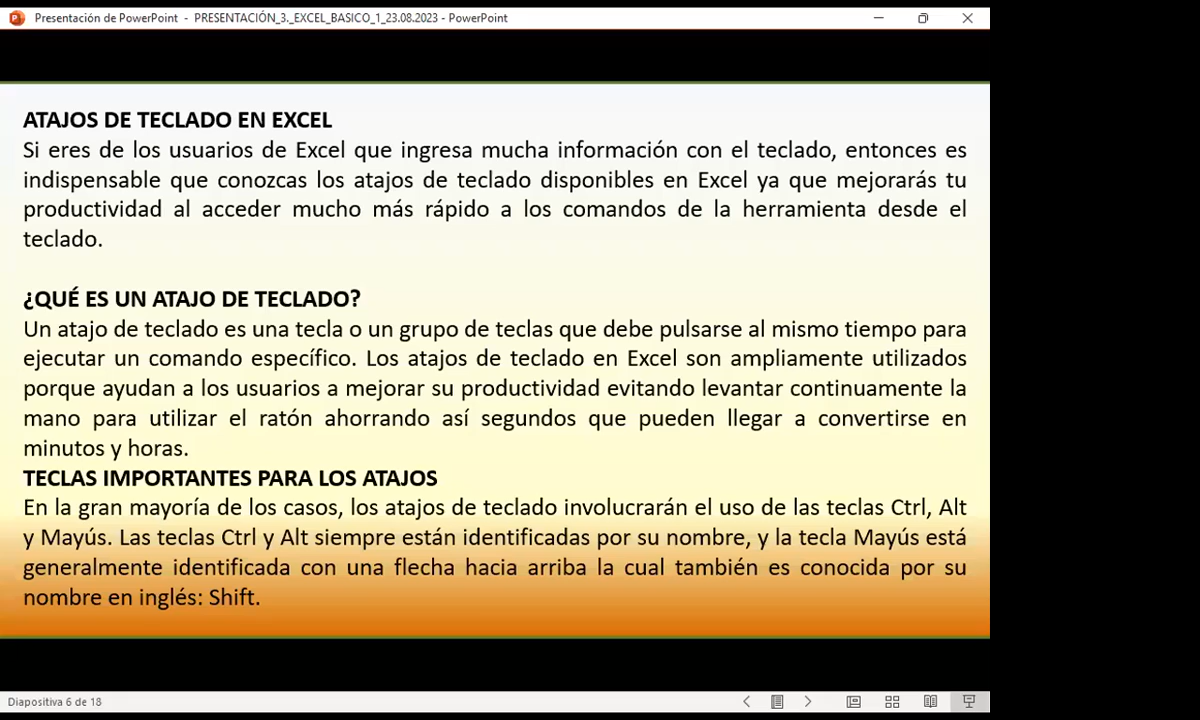 Presentación de PowerPoint - PRESENTACIÓN_3._EXCEL_BASICO_1_23.08.2023 - PowerPoint
ATAJOS DE TECLADO EN EXCEL
Si eres de los usuarios de Excel que ingresa mucha información con el teclado, entonces es
indispensable que conozcas los atajos de teclado disponibles en Excel ya que mejorarás tu
productividad al acceder mucho más rápido a los comandos de la herramienta desde el
teclado.
¿QUÉ ES UN ATAJO DE TECLADO?
Un atajo de teclado es una tecla o un grupo de teclas que debe pulsarse al mismo tiempo para
ejecutar un comando específico. Los atajos de teclado en Excel son ampliamente utilizados
porque ayudan a los usuarios a mejorar su productividad evitando levantar continuamente la
mano para utilizar el ratón ahorrando así segundos que pueden llegar a convertirse en
minutos y horas.
TECLAS IMPORTANTES PARA LOS ATAJOS
En la gran mayoría de los casos, los atajos de teclado involucrarán el uso de las teclas Ctrl, Alt
y Mayús. Las teclas Ctrl y Alt siempre están identificadas por su nombre, y la tecla Mayús está
generalmente identificada con una flecha hacia arriba la cual también es conocida por su
nombre en inglés: Shift.
Diapositiva 6 de 18